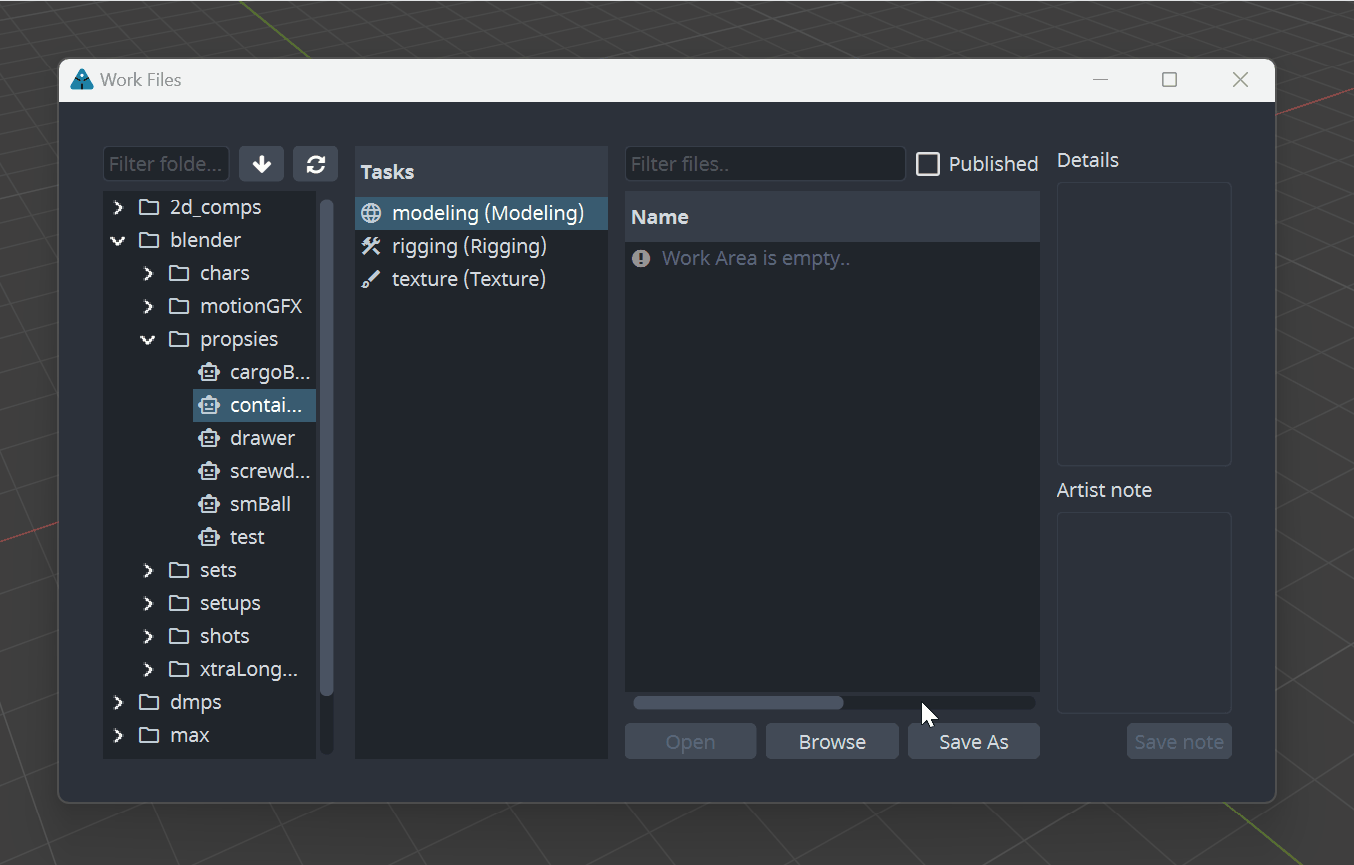 Work Files
Filter folde...
2d_comps
blender
chars
motionGFX
propsies
cargoB...
contai...
drawer
screwd...
smBall
test
sets
setups
shots
xtraLong...
dmps
max
Tasks
modeling (Modeling)
rigging (Rigging)
texture (Texture)
Filter files..
Published
Name
Work Area is empty..
Open
Browse
Save As
Details
Artist note
Save note